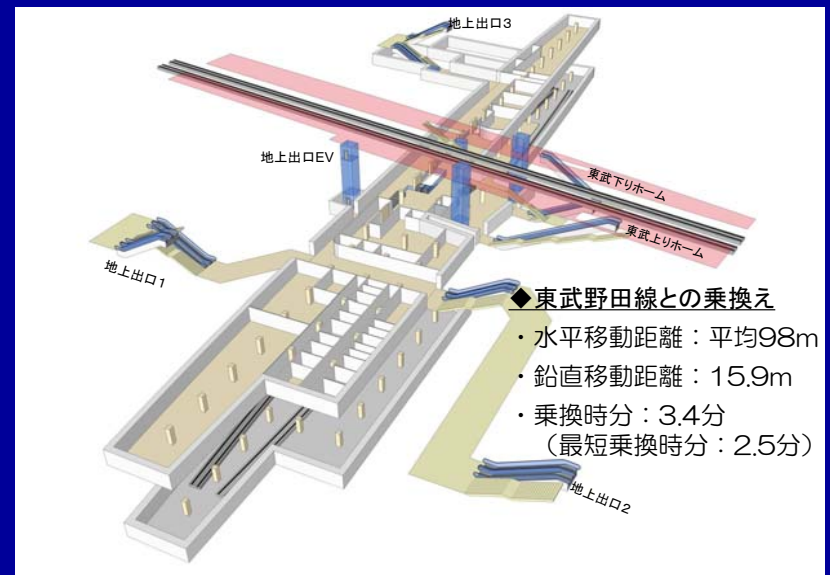 地上出口3
地上出口EV
東武下りホーム
東武上りホーム
地上出口1
◆東武野田線との乗換え
・水平移動距離：平均98m
・鉛直移動距離：15.9m
・乗換時分：3.4分
（最短乗換時分：2.5分）
地上出口2